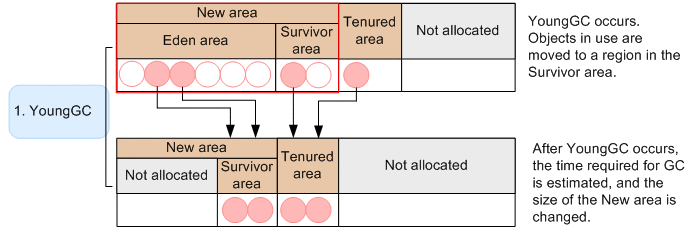 New area
Eden area
Survivor
area
Tenured
area
Not allocated
YoungGC occurs.
Objects in use are
moved to a region in the
Survivor area.
1. YoungGC
New area
Not allocated
Survivor
area
Tenured
area
Not allocated
After YoungGC occurs,
the time required for GC
is estimated, and the
size of the New area is
changed.